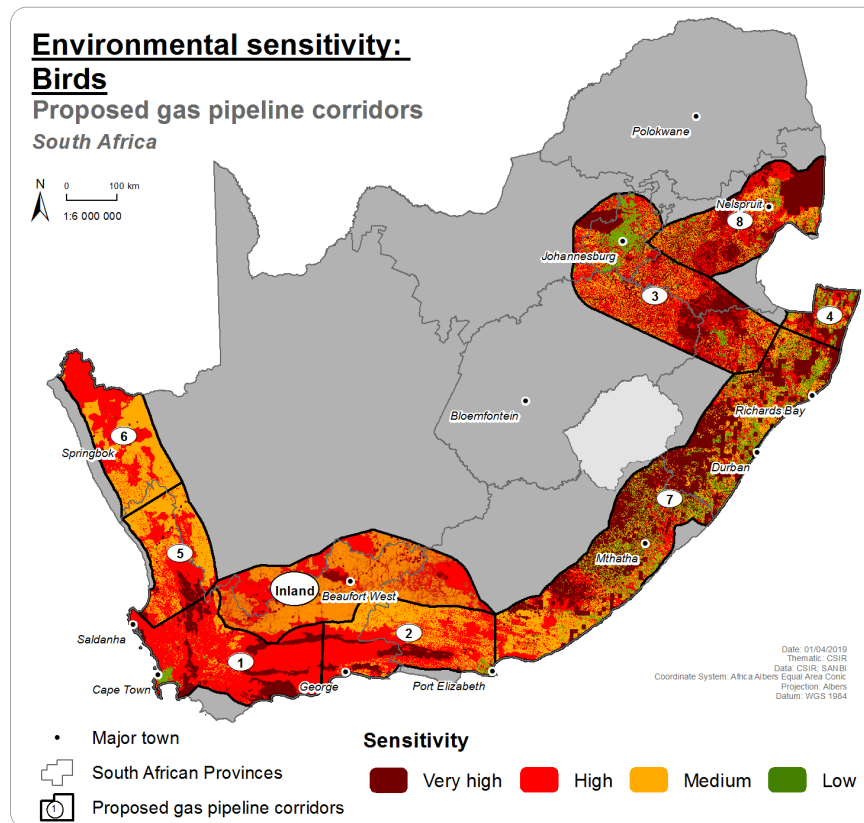 Environmental sensitivity:
Birds
Proposed gas pipeline corridors
South Africa
N
0 100 km
1:6 000 000
Polokwane
Nelspruit
8
Johannesburg
3
4
Bloemfontein
Richards Bay
6
Springbok
Durban
7
5
Mthatha
Inland
Beaufort West
Saldanha
2
1
Cape Town
George
Port Elizabeth
Date: 01/04/2019
Thematic: CSIR
Data: CSIR, SANBI
Coordinate System: Africa Albers Equal Area Conic
Projection: Albers
Datum: WGS 1984
Major town
South African Provinces
1
Proposed gas pipeline corridors
Sensitivity
Very high
High
Medium
Low